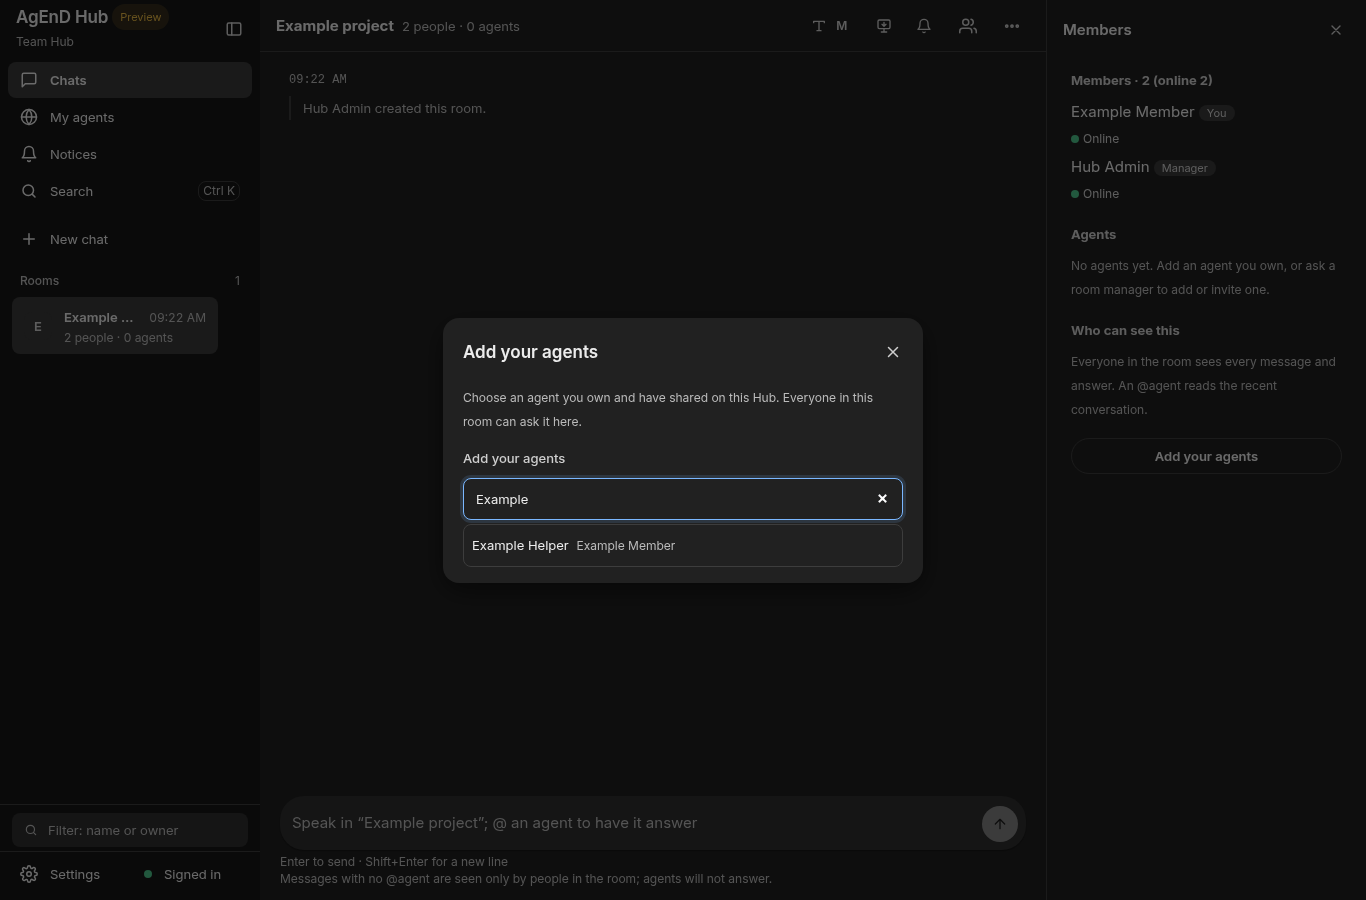 AgEnD Hub Preview
Team Hub
Chats
My agents
Notices
Search Ctrl K
New chat
Rooms 1
E Example ... 09:22 AM
2 people · 0 agents
Filter: name or owner
Settings Signed in
Example project 2 people · 0 agents
M
09:22 AM
Hub Admin created this room.
Add your agents
Choose an agent you own and have shared on this Hub. Everyone in this
room can ask it here.
Add your agents
Example
Example Helper Example Member
Speak in “Example project”; @ an agent to have it answer
Enter to send · Shift+Enter for a new line
Messages with no @agent are seen only by people in the room; agents will not answer.
Members
Members · 2 (online 2)
Example Member You
Online
Hub Admin Manager
Online
Agents
No agents yet. Add an agent you own, or ask a
room manager to add or invite one.
Who can see this
Everyone in the room sees every message and
answer. An @agent reads the recent
conversation.
Add your agents